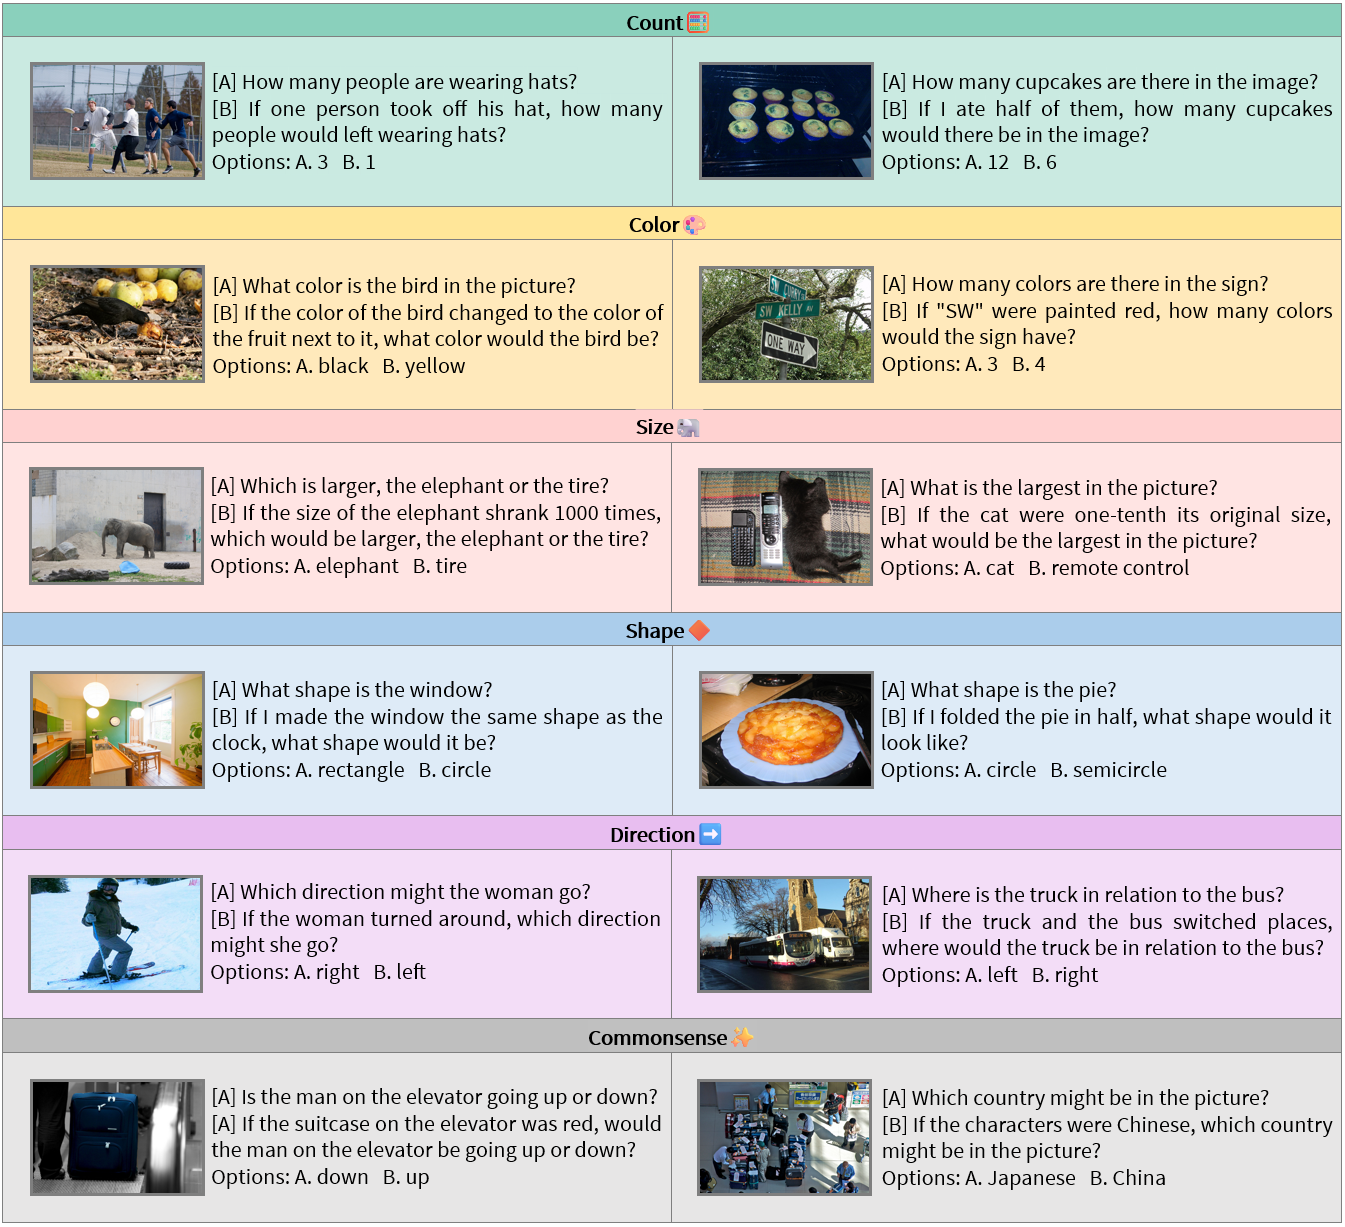 Count
[A] How many people are wearing hats?
[B] If one person took off his hat, how many
people would left wearing hats?
Options: A. 3 B. 1
[A] How many cupcakes are there in the image?
[B] If I ate half of them, how many cupcakes
would there be in the image?
Options: A. 12 B. 6
Color
[A] What color is the bird in the picture?
[B] If the color of the bird changed to the color of
the fruit next to it, what color would the bird be?
Options: A. black B. yellow
SW KELLY AV
ONE WAY
[A] How many colors are there in the sign?
[B] If "SW" were painted red, how many colors
would the sign have?
Options: A. 3 B. 4
Size
[A] Which is larger, the elephant or the tire?
[B] If the size of the elephant shrank 1000 times,
which would be larger, the elephant or the tire?
Options: A. elephant B. tire
[A] What is the largest in the picture?
[B] If the cat were one-tenth its original size,
what would be the largest in the picture?
Options: A. cat B. remote control
Shape
[A] What shape is the window?
[B] If I made the window the same shape as the
clock, what shape would it be?
Options: A. rectangle B. circle
[A] What shape is the pie?
[B] If I folded the pie in half, what shape would it
look like?
Options: A. circle B. semicircle
Direction
[A] Which direction might the woman go?
[B] If the woman turned around, which direction
might she go?
Options: A. right B. left
[A] Where is the truck in relation to the bus?
[B] If the truck and the bus switched places,
where would the truck be in relation to the bus?
Options: A. left B. right
Commonsense
[A] Is the man on the elevator going up or down?
[A] If the suitcase on the elevator was red, would
the man on the elevator be going up or down?
Options: A. down B. up
[A] Which country might be in the picture?
[B] If the characters were Chinese, which country
might be in the picture?
Options: A. Japanese B. China